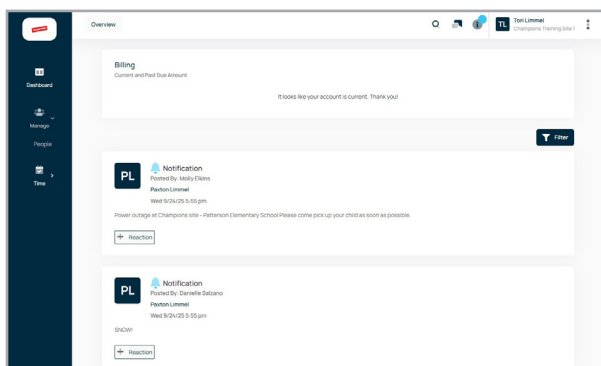 Overview
TL
Tori Limmel
Champions Training Site 1
Dashboard
Manage
People
Time
Billing
Current and Past Due Amount
It looks like your account is current. Thank you!
Filter
PL
Notification
Posted By: Molly Elkins
Paxton Limmel
Wed 9/24/25 5:55 pm
Power outage at Champions site - Patterson Elementary School Please come pick up your child as soon as possible.
+ Reaction
PL
Notification
Posted By: Danielle Salzano
Paxton Limmel
Wed 9/24/25 5:55 pm
SNOW!
+ Reaction